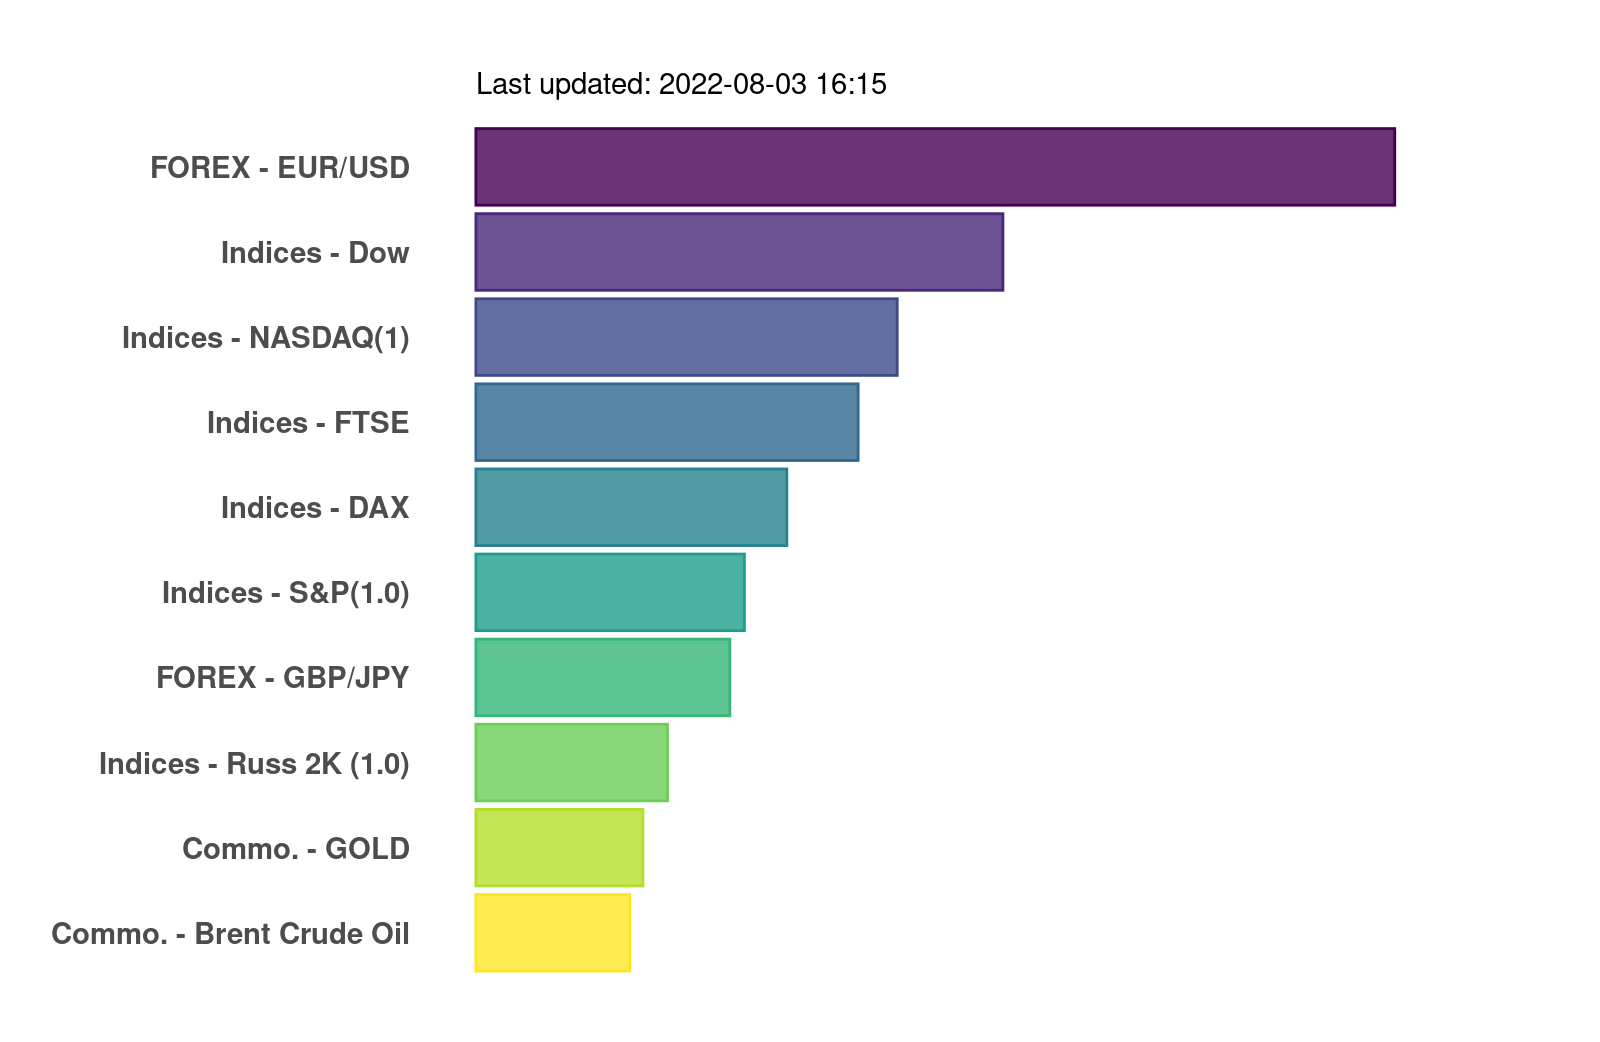 Last updated: 2022-08-03 16:15
FOREX - EUR/USD
Indices - Dow
Indices - NASDAQ(1)
Indices - FTSE
Indices - DAX
Indices - S&P(1.0)
FOREX - GBP/JPY
Indices - Russ 2K (1.0)
Commo. - GOLD
Commo. - Brent Crude Oil